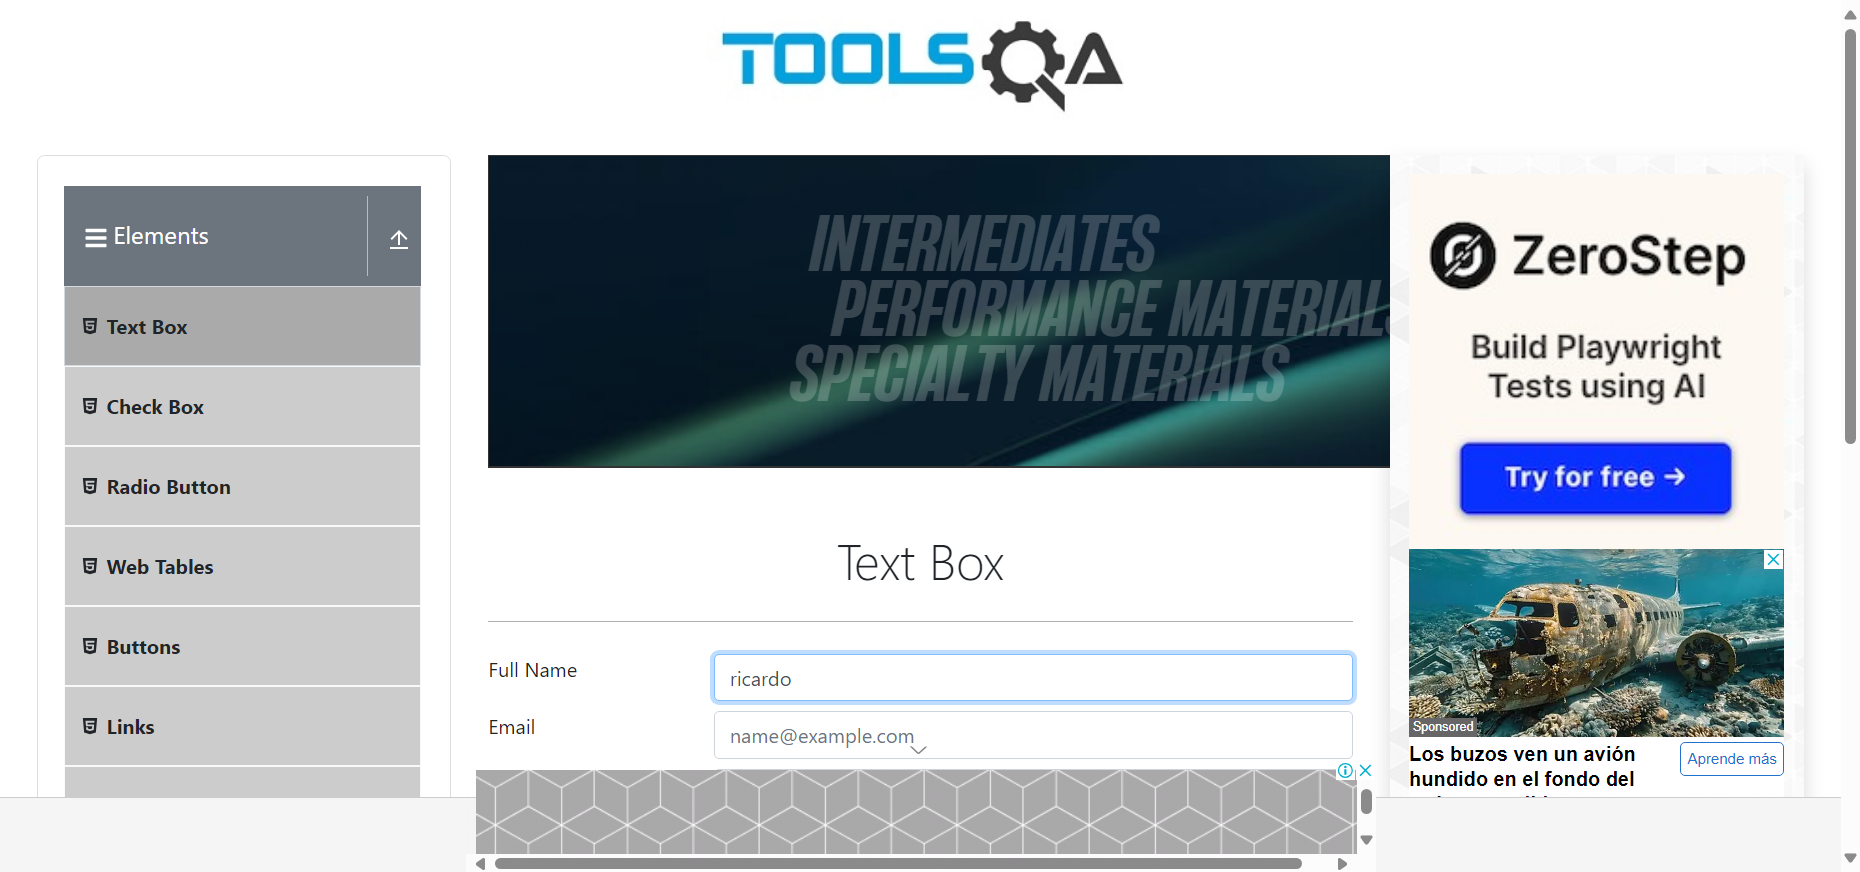 TOOLSQA
Elements
Text Box
Check Box
Radio Button
Web Tables
Buttons
Links
INTERMEDIATES
PERFORMANCE MATERIALS
SPECIALTY MATERIALS
Text Box
Full Name
ricardo
Email
name@example.com
ZeroStep
Build Playwright
Tests using AI
Try for free →
Sponsored
Los buzos ven un avión
hundido en el fondo del
Aprende más